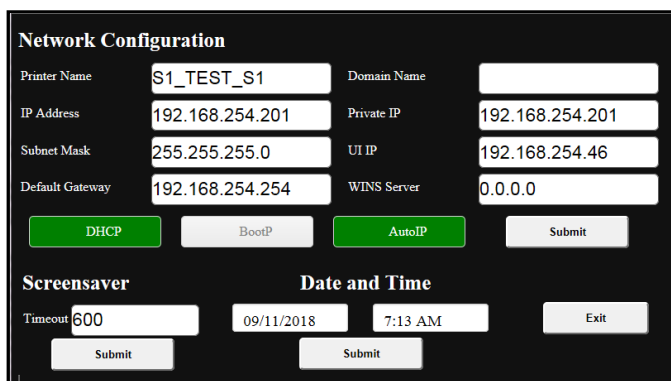 Network Configuration
Printer Name S1_TEST_S1 Domain Name
IP Address 192.168.254.201 Private IP 192.168.254.201
Subnet Mask 255.255.255.0 UI IP 192.168.254.46
Default Gateway 192.168.254.254 WINS Server 0.0.0.0
DHCP BootP AutoIP Submit
Screensaver Date and Time
Timeout 600 09/11/2018 7:13 AM Exit
Submit Submit